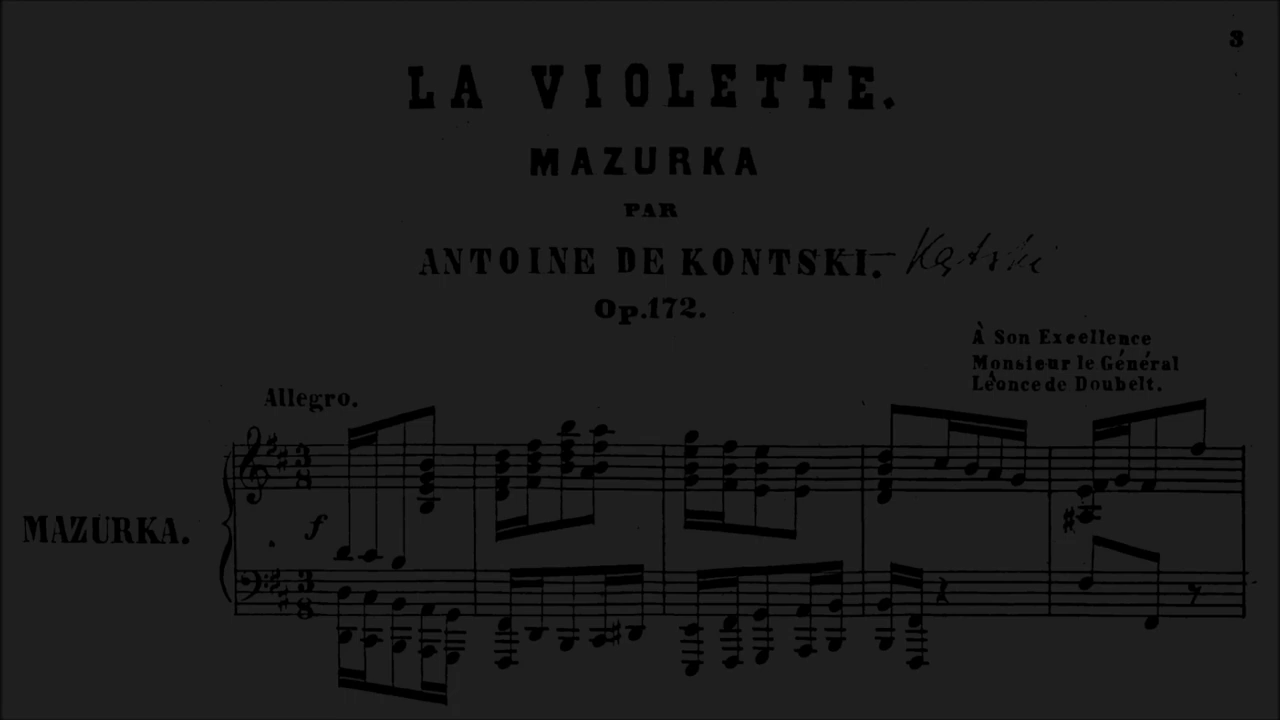 3
LA VIOLETTE.
MAZURKA
PAR
ANTOINE DE KONTSKI. Kątski
Op.172.
À Son Excellence
Monsieur le Général
Léonce de Doubelt.
Allegro.
MAZURKA.
f